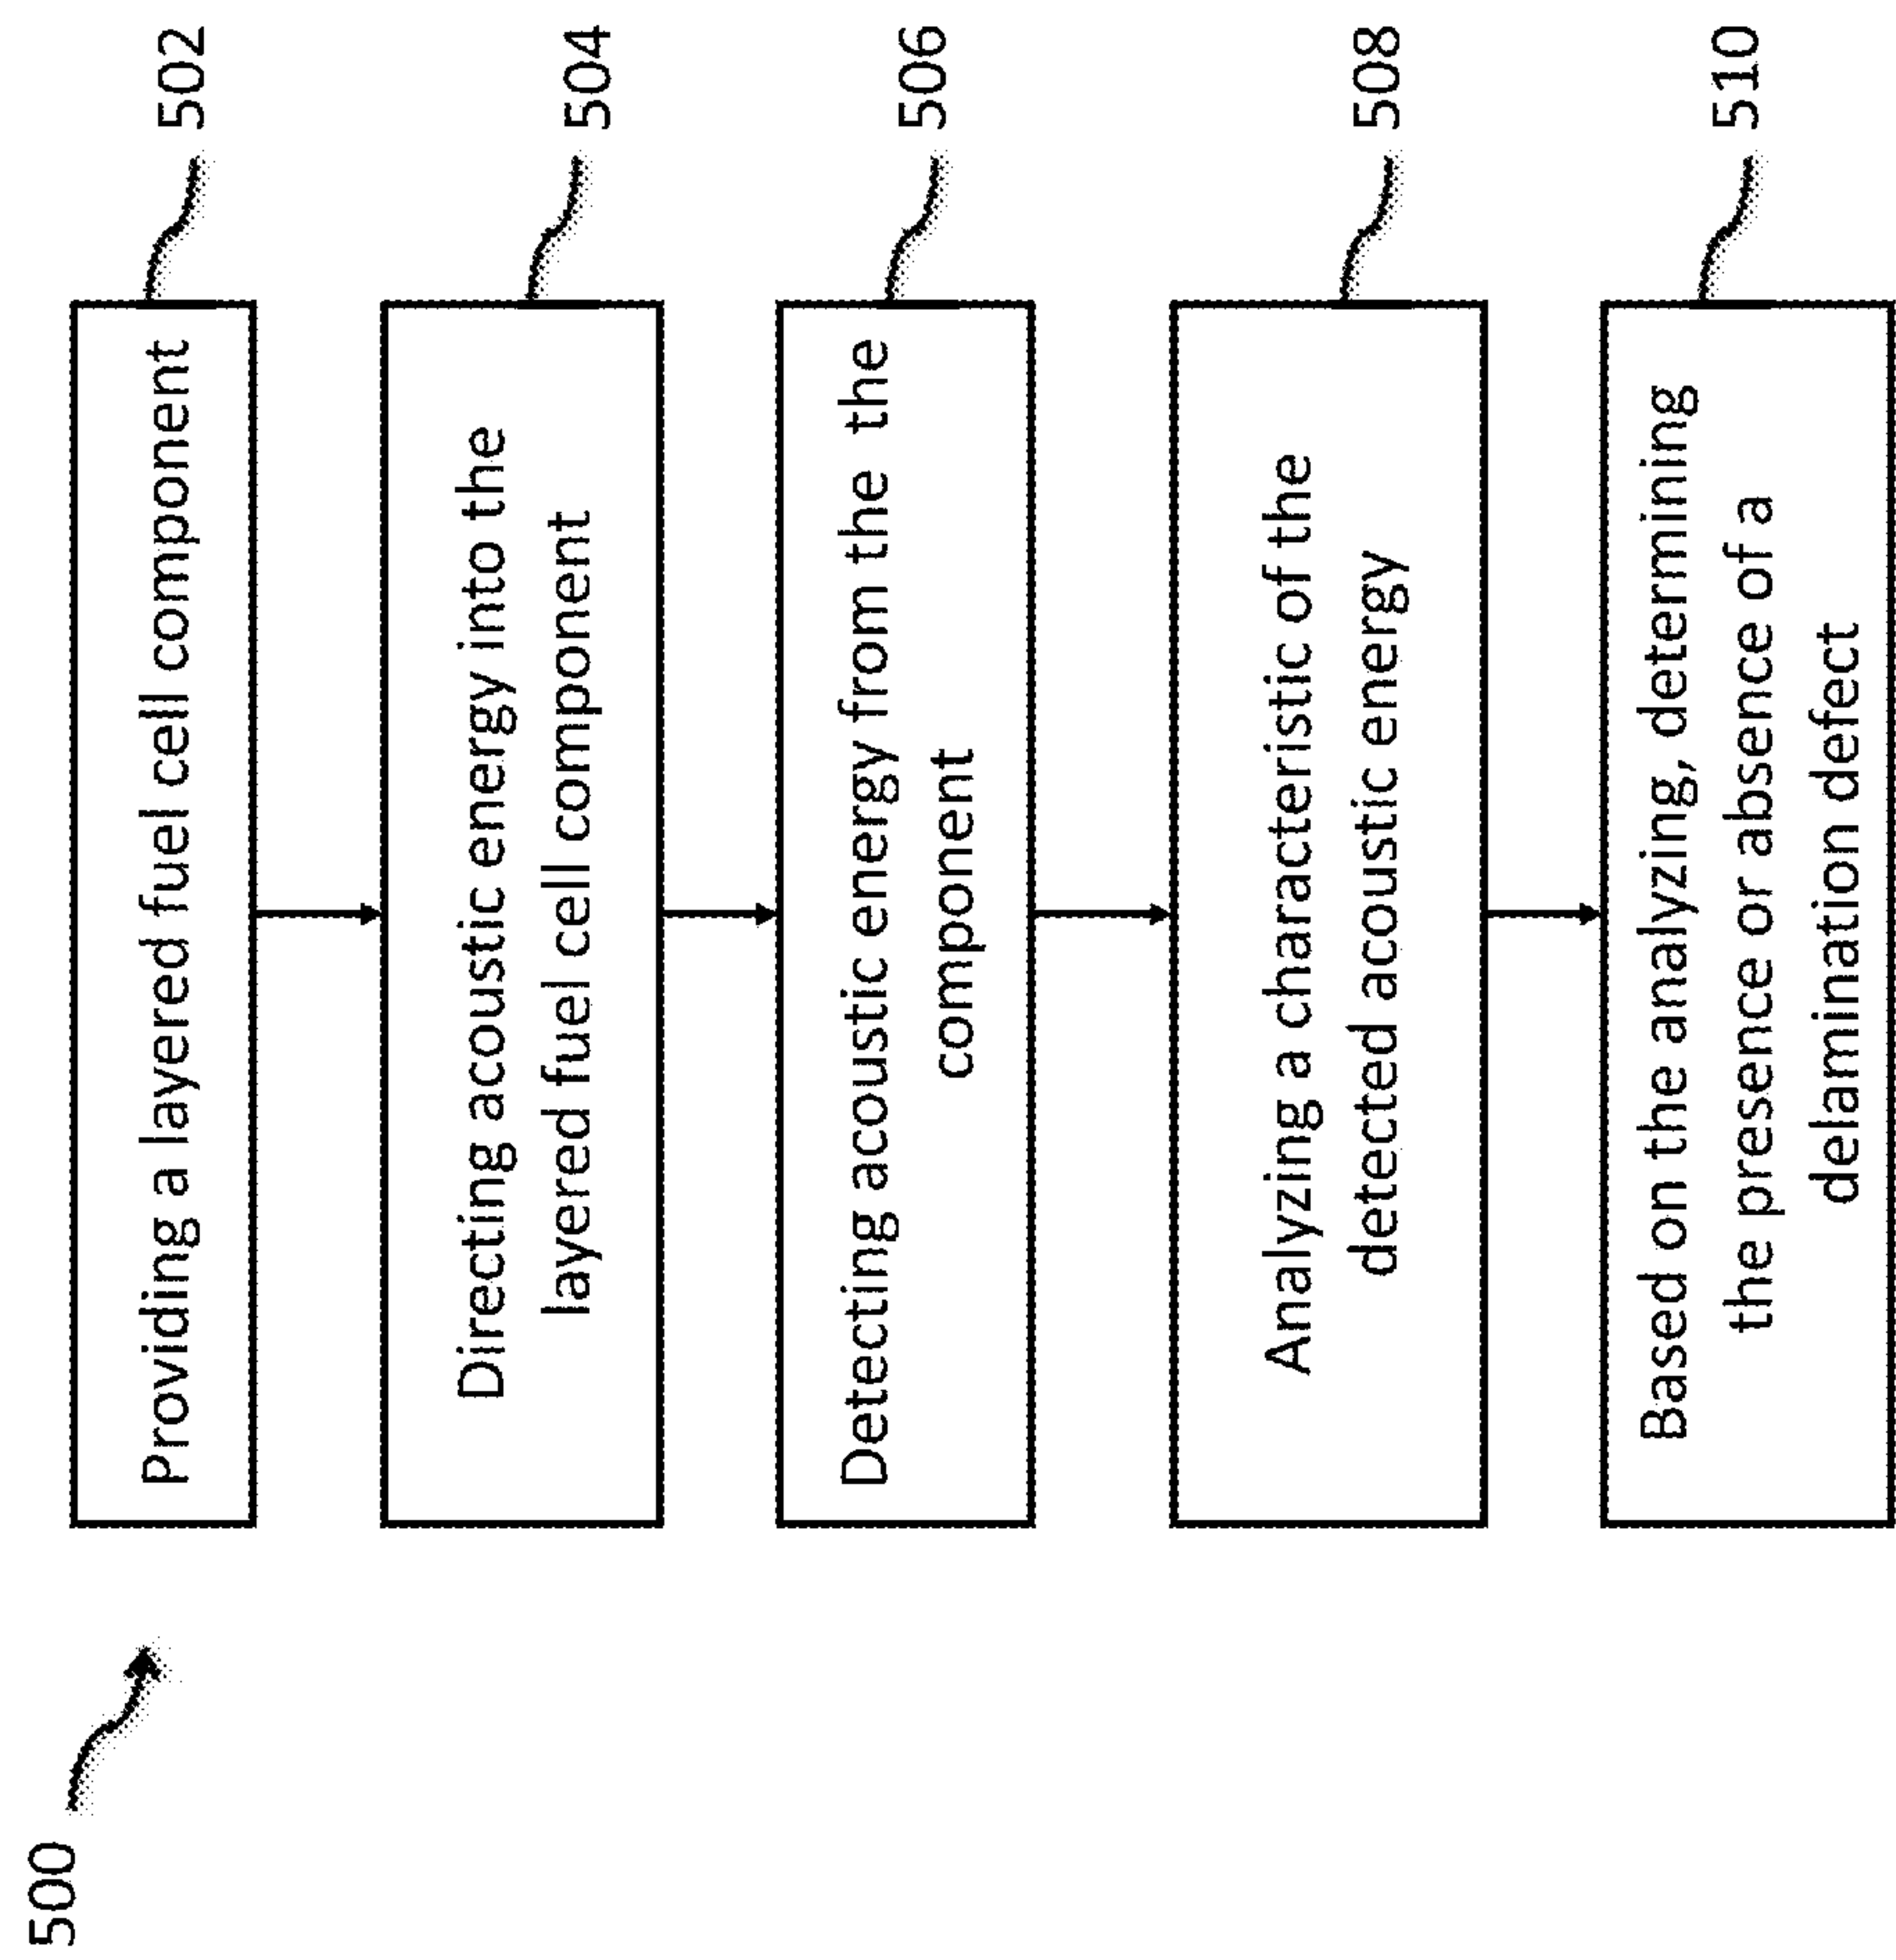 500
Providing a layered fuel cell component
502
Directing acoustic energy into the
layered fuel cell component
504
Detecting acoustic energy from the  the
component
506
Analyzing a characteristic of the
detected acoustic energy
508
Based on the analyzing, determining
the presence or absence of a
delamination defect
510